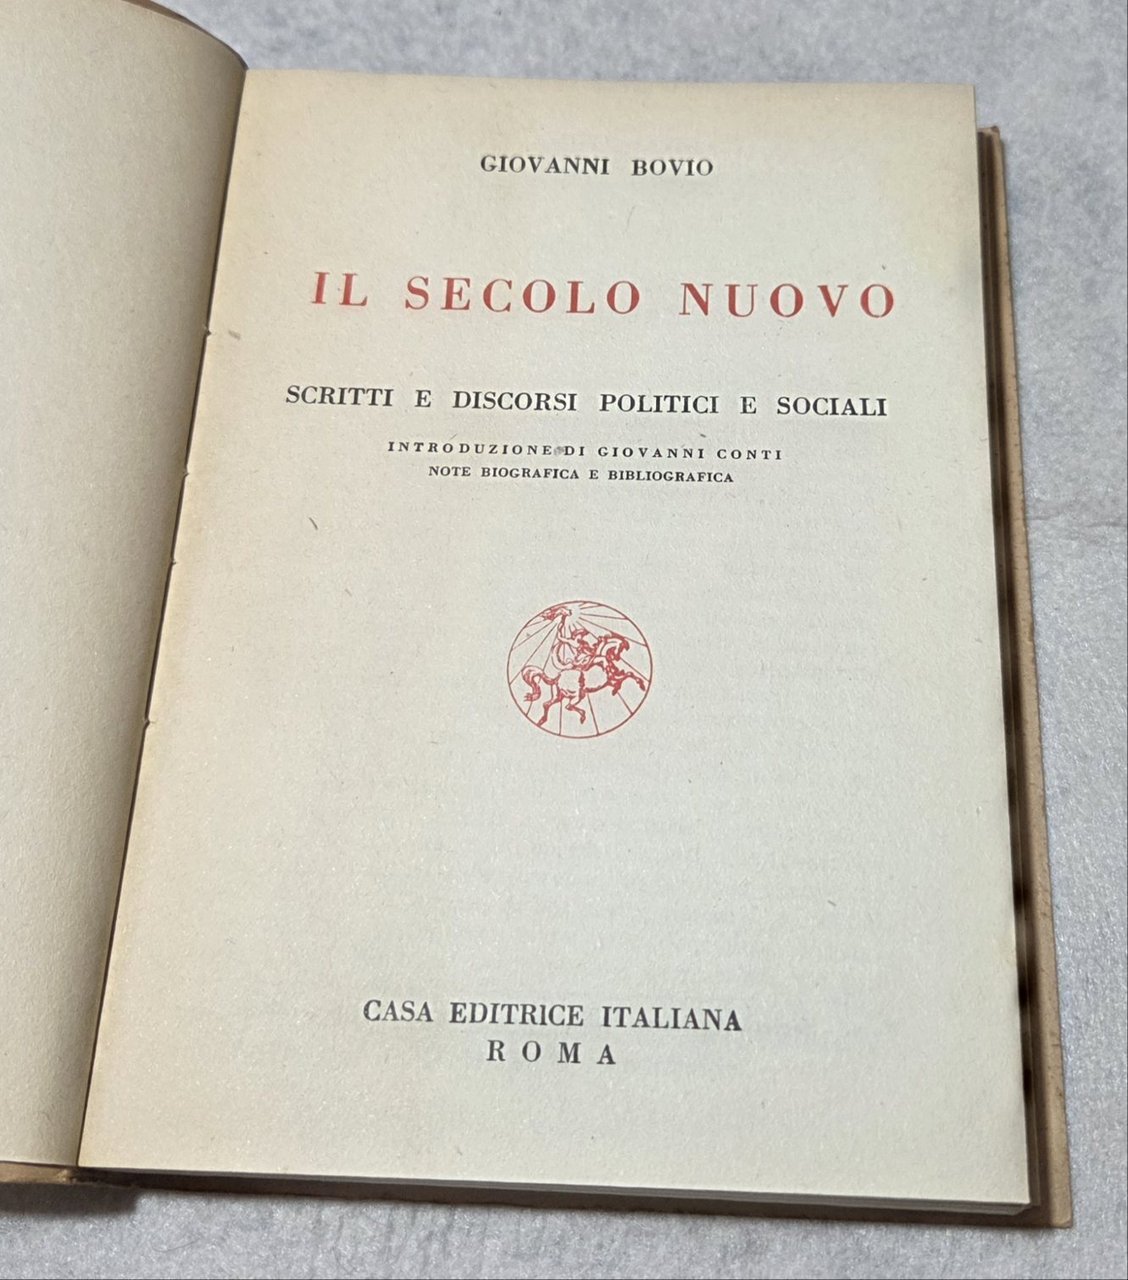 GIOVANNI BOVIO
IL SECOLO NUOVO
SCRITTI E DISCORSI POLITICI E SOCIALI
INTRODUZIONE DI GIOVANNI CONTI
NOTE BIOGRAFICA E BIBLIOGRAFICA
CASA EDITRICE ITALIANA
ROMA